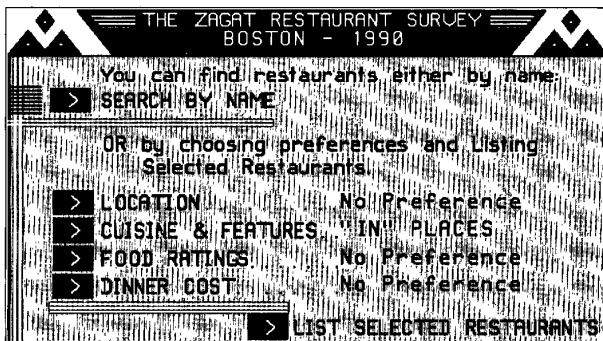 THE ZAGAT RESTAURANT SURVEY
BOSTON - 1990
You can find restaurants either by name:
> SEARCH BY NAME
OR by choosing preferences and Listing
Selected Restaurants.
> LOCATION No Preference
> CUISINE & FEATURES "IN" PLACES
> FOOD RATINGS No Preference
> DINNER COST No Preference
> LIST SELECTED RESTAURANTS